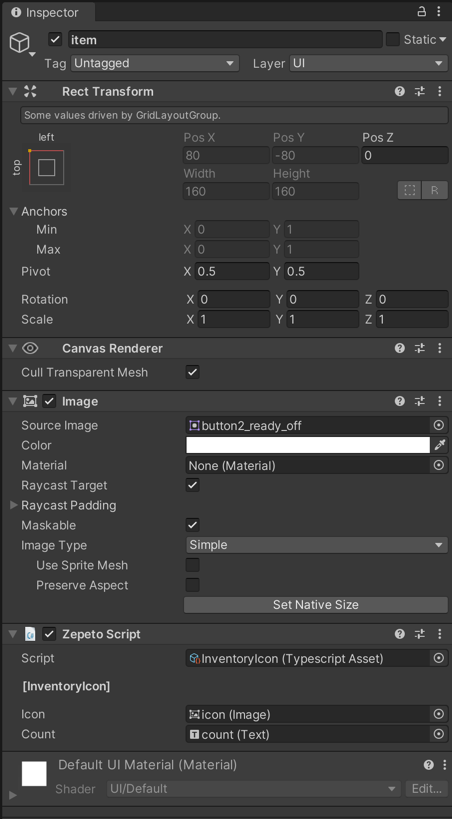 Inspector
item
Static
Tag Untagged Layer UI
Rect Transform
Some values driven by GridLayoutGroup.
left Pos X Pos Y Pos Z
top 80 -80 0
Width Height
160 160 R
Anchors
Min X 0 Y 1
Max X 0 Y 1
Pivot X 0.5 Y 0.5
Rotation X 0 Y 0 Z 0
Scale X 1 Y 1 Z 1
Canvas Renderer
Cull Transparent Mesh
Image
Source Image button2_ready_off
Color
Material None (Material)
Raycast Target
Raycast Padding
Maskable
Image Type Simple
Use Sprite Mesh
Preserve Aspect
Set Native Size
Zepeto Script
Script InventoryIcon (Typescript Asset)
[InventoryIcon]
Icon icon (Image)
Count count (Text)
Default UI Material (Material)
Shader UI/Default Edit...